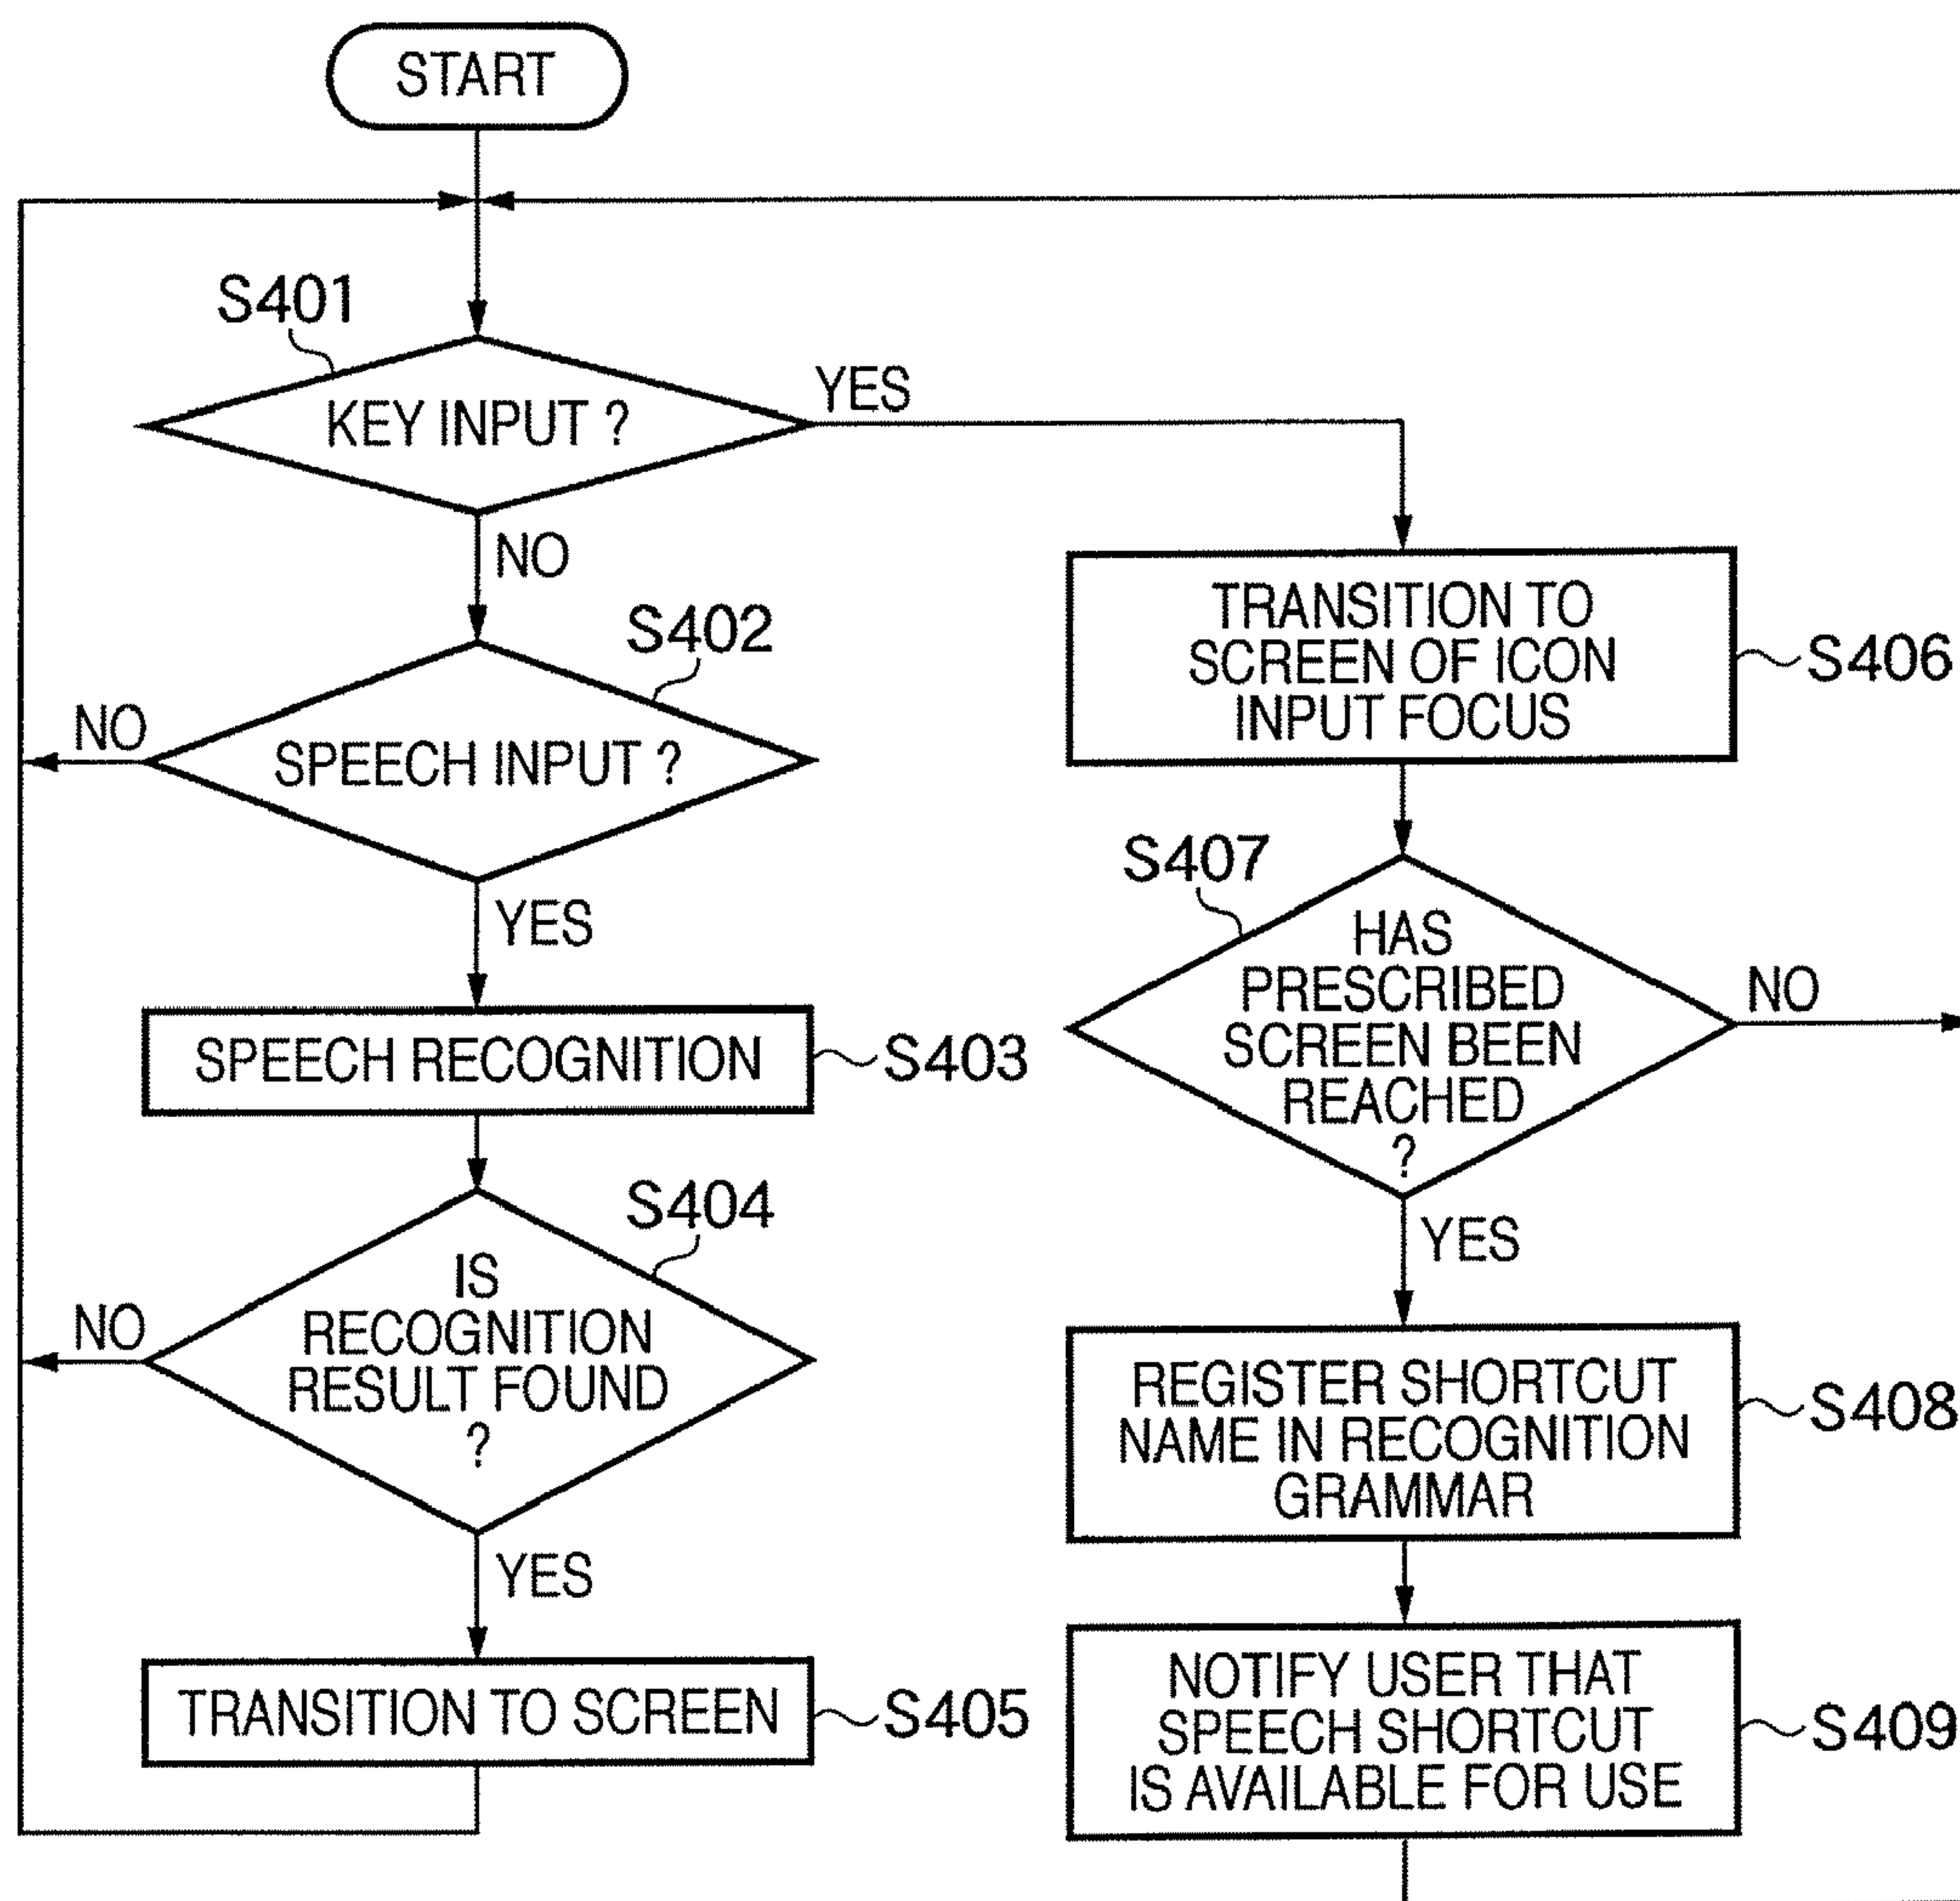 START
S401
KEY INPUT ?
YES
NO
S402
SPEECH INPUT ?
NO
YES
SPEECH RECOGNITION
S403
S404
IS
RECOGNITION
RESULT FOUND
?
NO
YES
TRANSITION TO SCREEN
S405
TRANSITION TO
SCREEN OF ICON
INPUT FOCUS
S406
S407
HAS
PRESCRIBED
SCREEN BEEN
REACHED
?
NO
YES
REGISTER SHORTCUT
NAME IN RECOGNITION
GRAMMAR
S408
NOTIFY USER THAT
SPEECH SHORTCUT
IS AVAILABLE FOR USE
S409